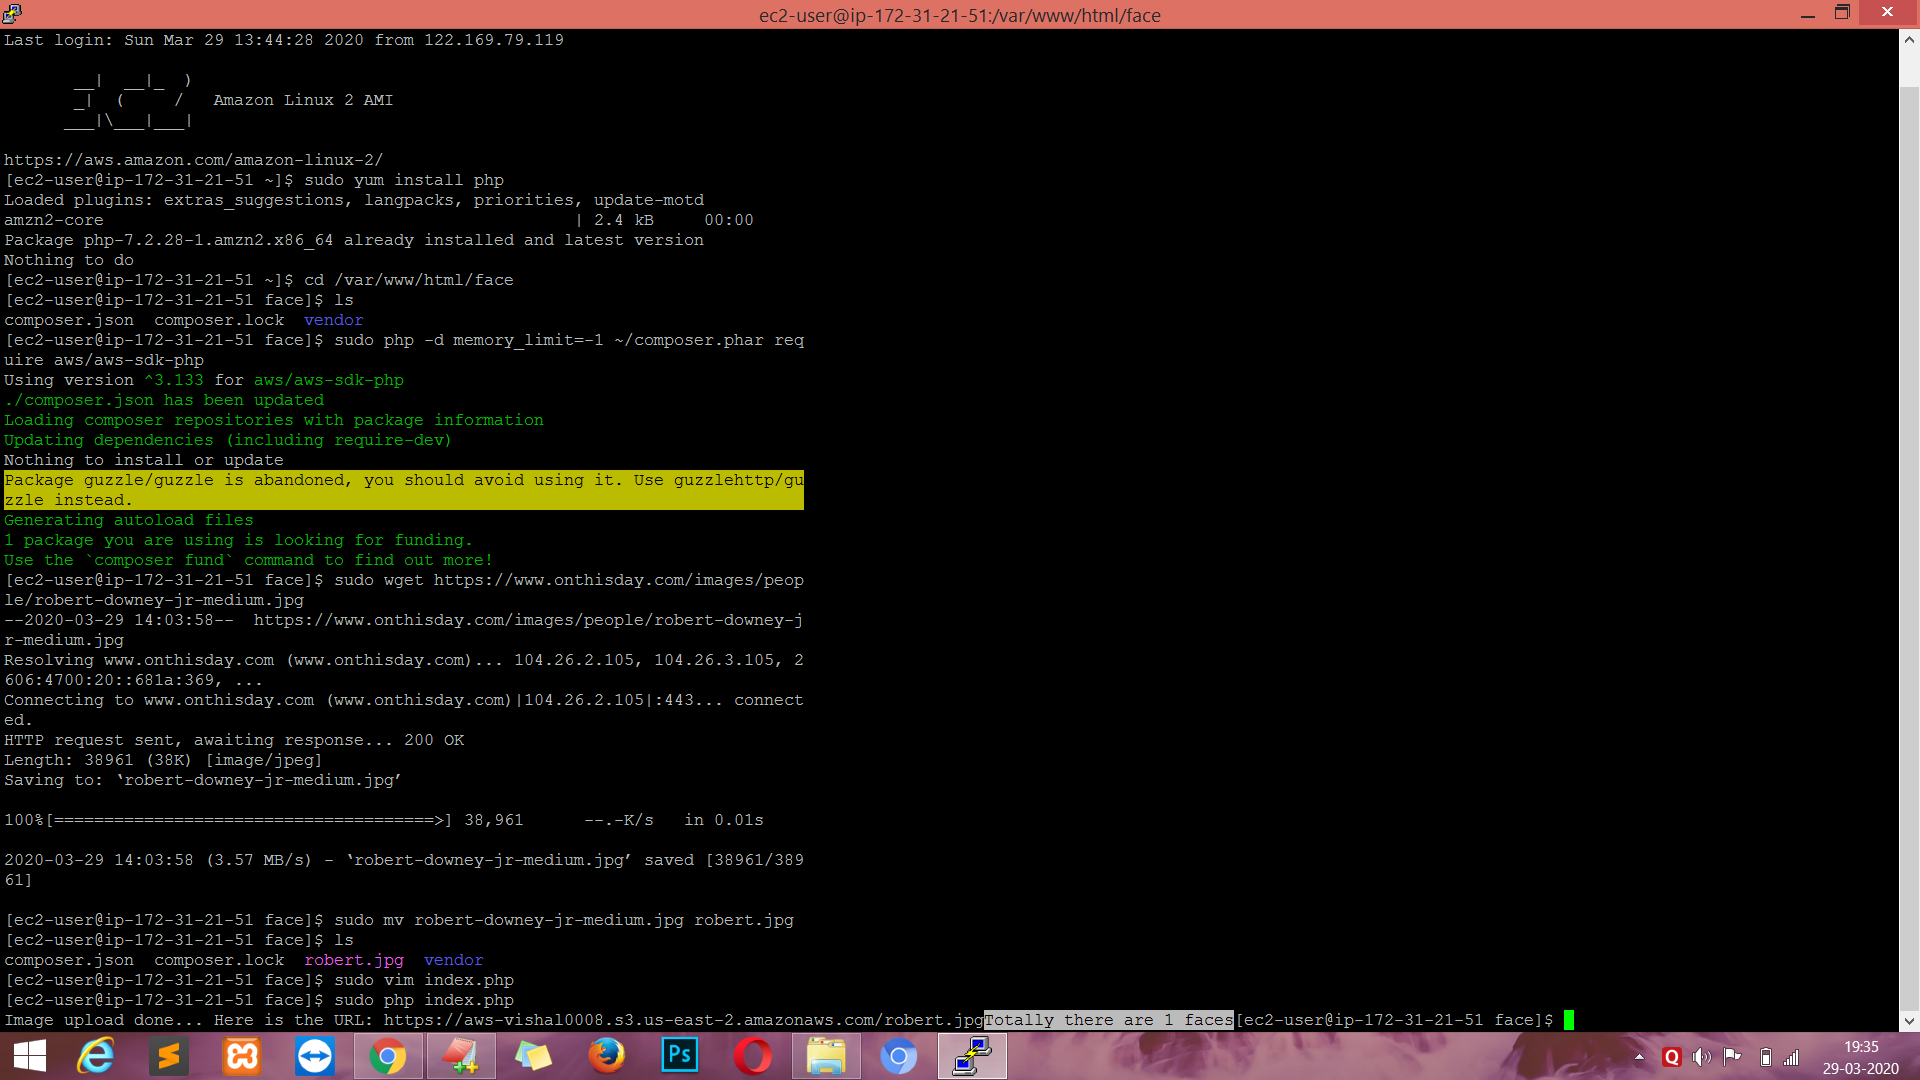 ec2-user@ip-172-31-21-51:/var/www/html/face
Last login: Sun Mar 29 13:44:28 2020 from 122.169.79.119
       __|  __|_  )
       _|  (     /   Amazon Linux 2 AMI
      ___|\___|___|
https://aws.amazon.com/amazon-linux-2/
[ec2-user@ip-172-31-21-51 ~]$ sudo yum install php
Loaded plugins: extras_suggestions, langpacks, priorities, update-motd
amzn2-core                                               | 2.4 kB     00:00
Package php-7.2.28-1.amzn2.x86_64 already installed and latest version
Nothing to do
[ec2-user@ip-172-31-21-51 ~]$ cd /var/www/html/face
[ec2-user@ip-172-31-21-51 face]$ ls
composer.json  composer.lock  vendor
[ec2-user@ip-172-31-21-51 face]$ sudo php -d memory_limit=-1 ~/composer.phar req
uire aws/aws-sdk-php
Using version ^3.133 for aws/aws-sdk-php
./composer.json has been updated
Loading composer repositories with package information
Updating dependencies (including require-dev)
Nothing to install or update
Package guzzle/guzzle is abandoned, you should avoid using it. Use guzzlehttp/gu
zzle instead.
Generating autoload files
1 package you are using is looking for funding.
Use the `composer fund` command to find out more!
[ec2-user@ip-172-31-21-51 face]$ sudo wget https://www.onthisday.com/images/peop
le/robert-downey-jr-medium.jpg
--2020-03-29 14:03:58--  https://www.onthisday.com/images/people/robert-downey-j
r-medium.jpg
Resolving www.onthisday.com (www.onthisday.com)... 104.26.2.105, 104.26.3.105, 2
606:4700:20::681a:369, ...
Connecting to www.onthisday.com (www.onthisday.com)|104.26.2.105|:443... connect
ed.
HTTP request sent, awaiting response... 200 OK
Length: 38961 (38K) [image/jpeg]
Saving to: ‘robert-downey-jr-medium.jpg’
100%[======================================>] 38,961      --.-K/s   in 0.01s
2020-03-29 14:03:58 (3.57 MB/s) - ‘robert-downey-jr-medium.jpg’ saved [38961/389
61]
[ec2-user@ip-172-31-21-51 face]$ sudo mv robert-downey-jr-medium.jpg robert.jpg
[ec2-user@ip-172-31-21-51 face]$ ls
composer.json  composer.lock  robert.jpg  vendor
[ec2-user@ip-172-31-21-51 face]$ sudo vim index.php
[ec2-user@ip-172-31-21-51 face]$ sudo php index.php
Image upload done... Here is the URL: https://aws-vishal0008.s3.us-east-2.amazonaws.com/robert.jpgTotally there are 1 faces[ec2-user@ip-172-31-21-51 face]$
Ps
Q
19:35
29-03-2020